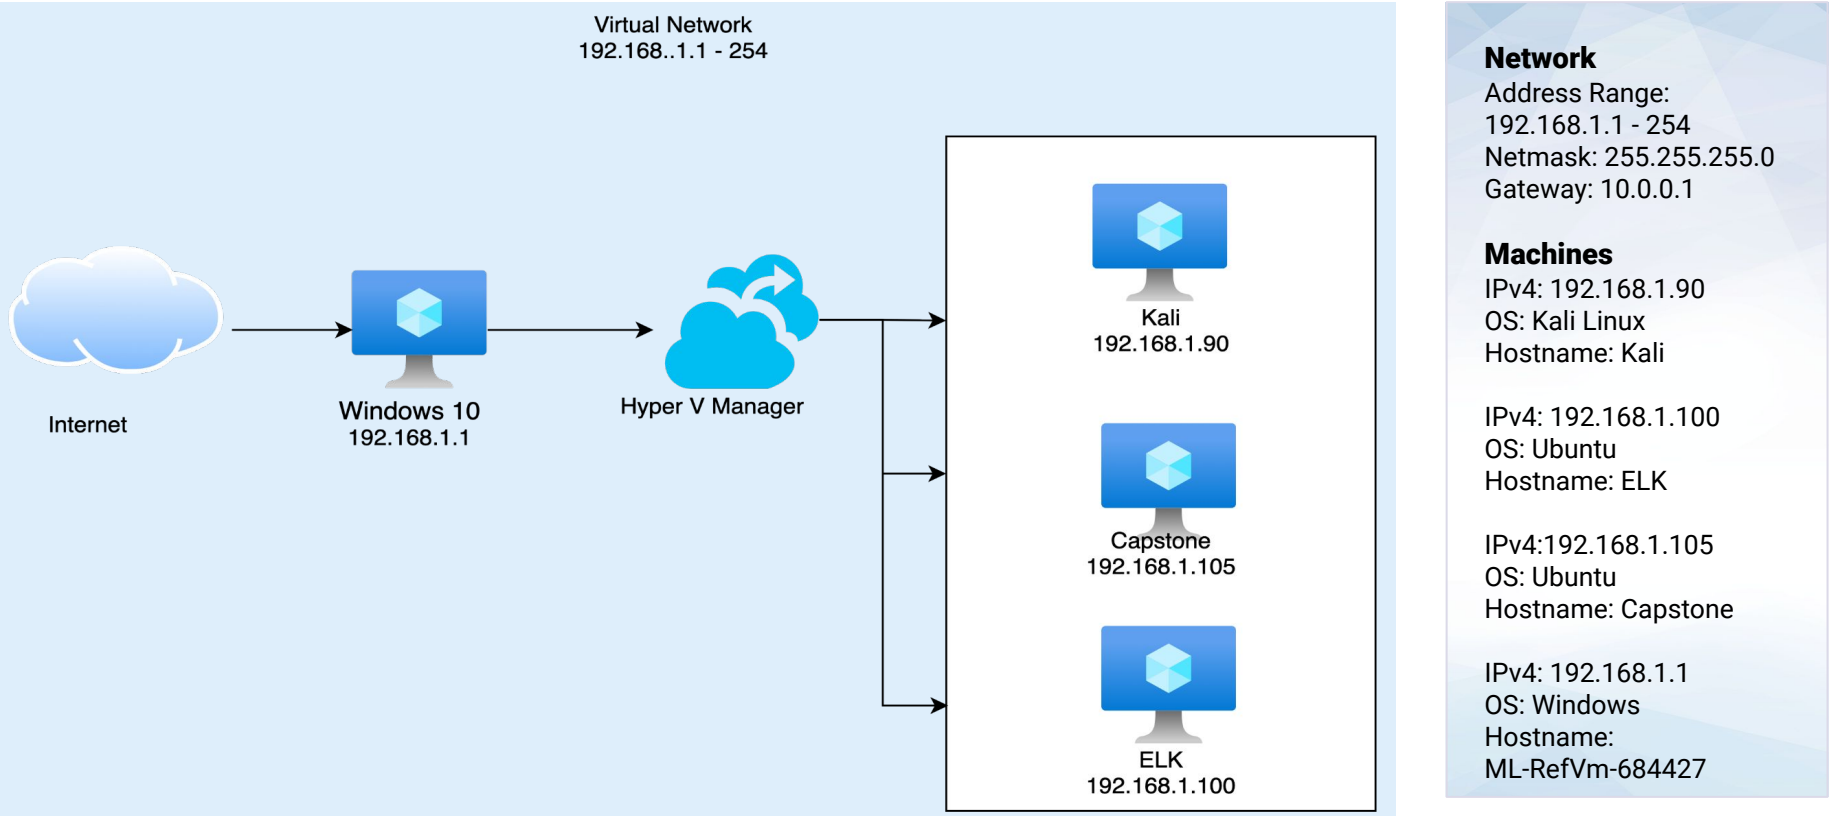 Virtual Network
192.168..1.1 - 254
Internet
Windows 10
192.168.1.1
Hyper V Manager
Kali
192.168.1.90
Capstone
192.168.1.105
ELK
192.168.1.100
Network
Address Range:
192.168.1.1 - 254
Netmask: 255.255.255.0
Gateway: 10.0.0.1
Machines
IPv4: 192.168.1.90
OS: Kali Linux
Hostname: Kali
IPv4: 192.168.1.100
OS: Ubuntu
Hostname: ELK
IPv4:192.168.1.105
OS: Ubuntu
Hostname: Capstone
IPv4: 192.168.1.1
OS: Windows
Hostname:
ML-RefVm-684427